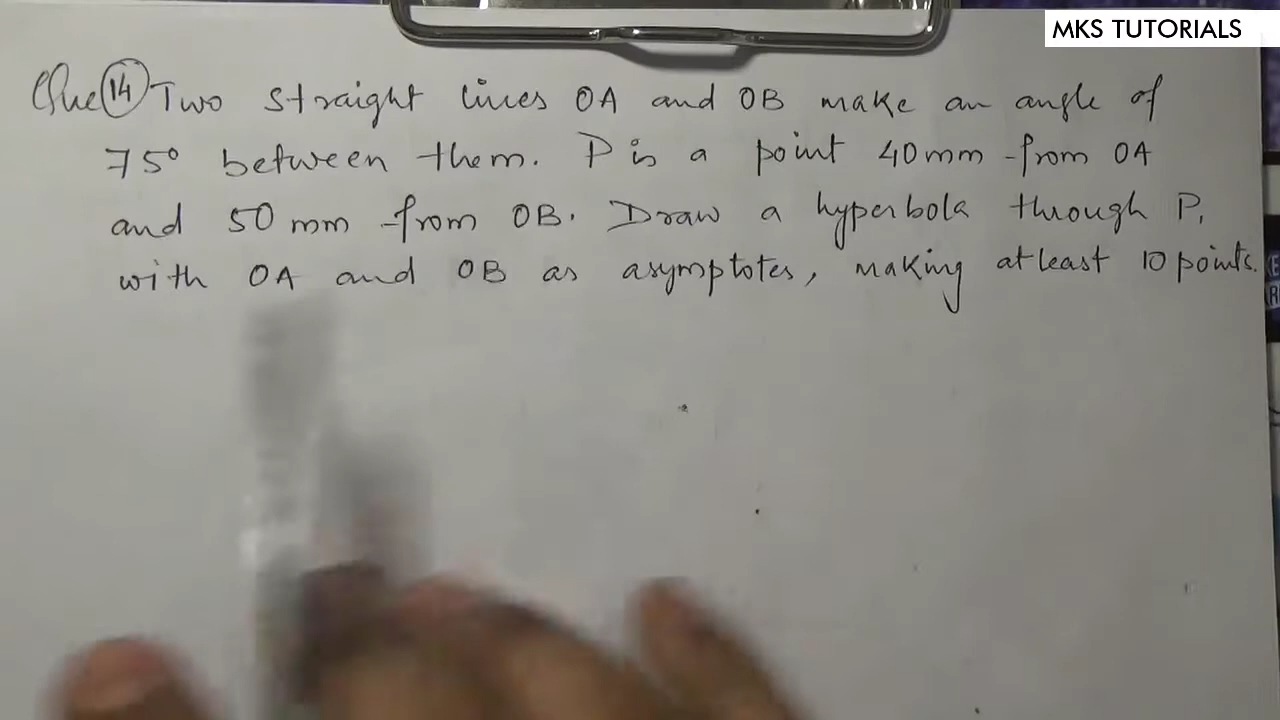 MKS TUTORIALS
Que 14 Two straight lines OA and OB make an angle of
75° between them. P is a point 40mm from OA
and 50 mm from OB. Draw a hyperbola through P,
with OA and OB as asymptotes, making atleast 10 points.